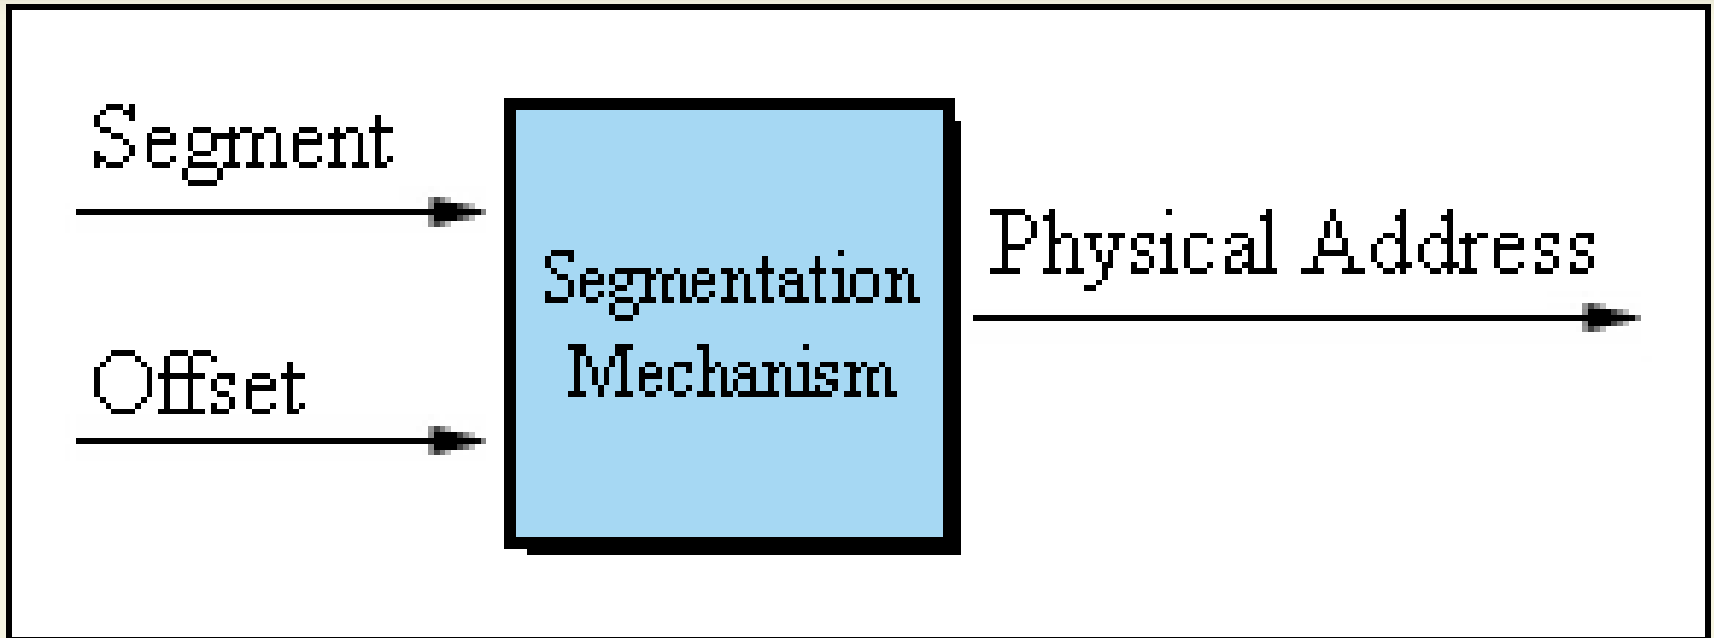 Segment
Offset
Segmentation
Mechanism
Physical Address